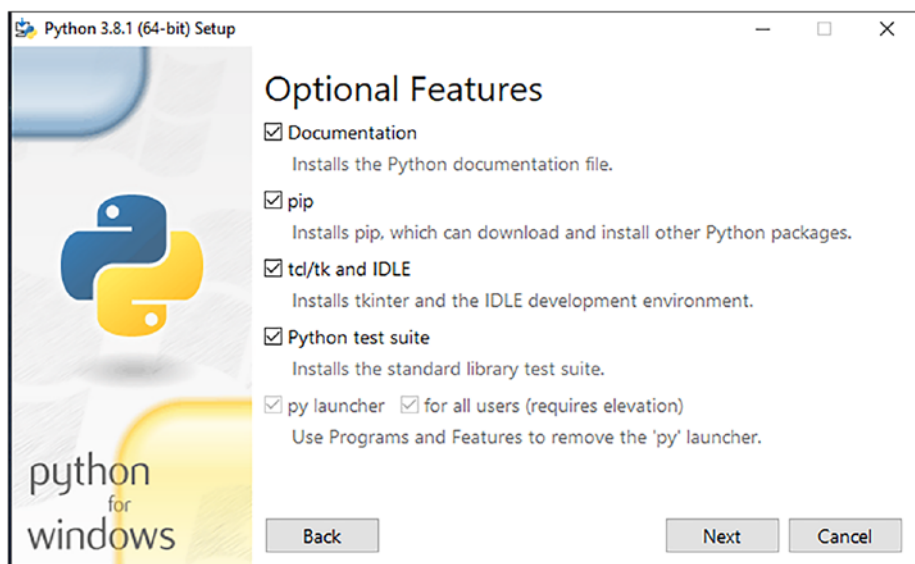 Python 3.8.1 (64-bit) Setup
Optional Features
Documentation
Installs the Python documentation file.
pip
Installs pip, which can download and install other Python packages.
tcl/tk and IDLE
Installs tkinter and the IDLE development environment.
Python test suite
Installs the standard library test suite.
py launcher for all users (requires elevation)
Use Programs and Features to remove the 'py' launcher.
python
for
windows
Back Next Cancel